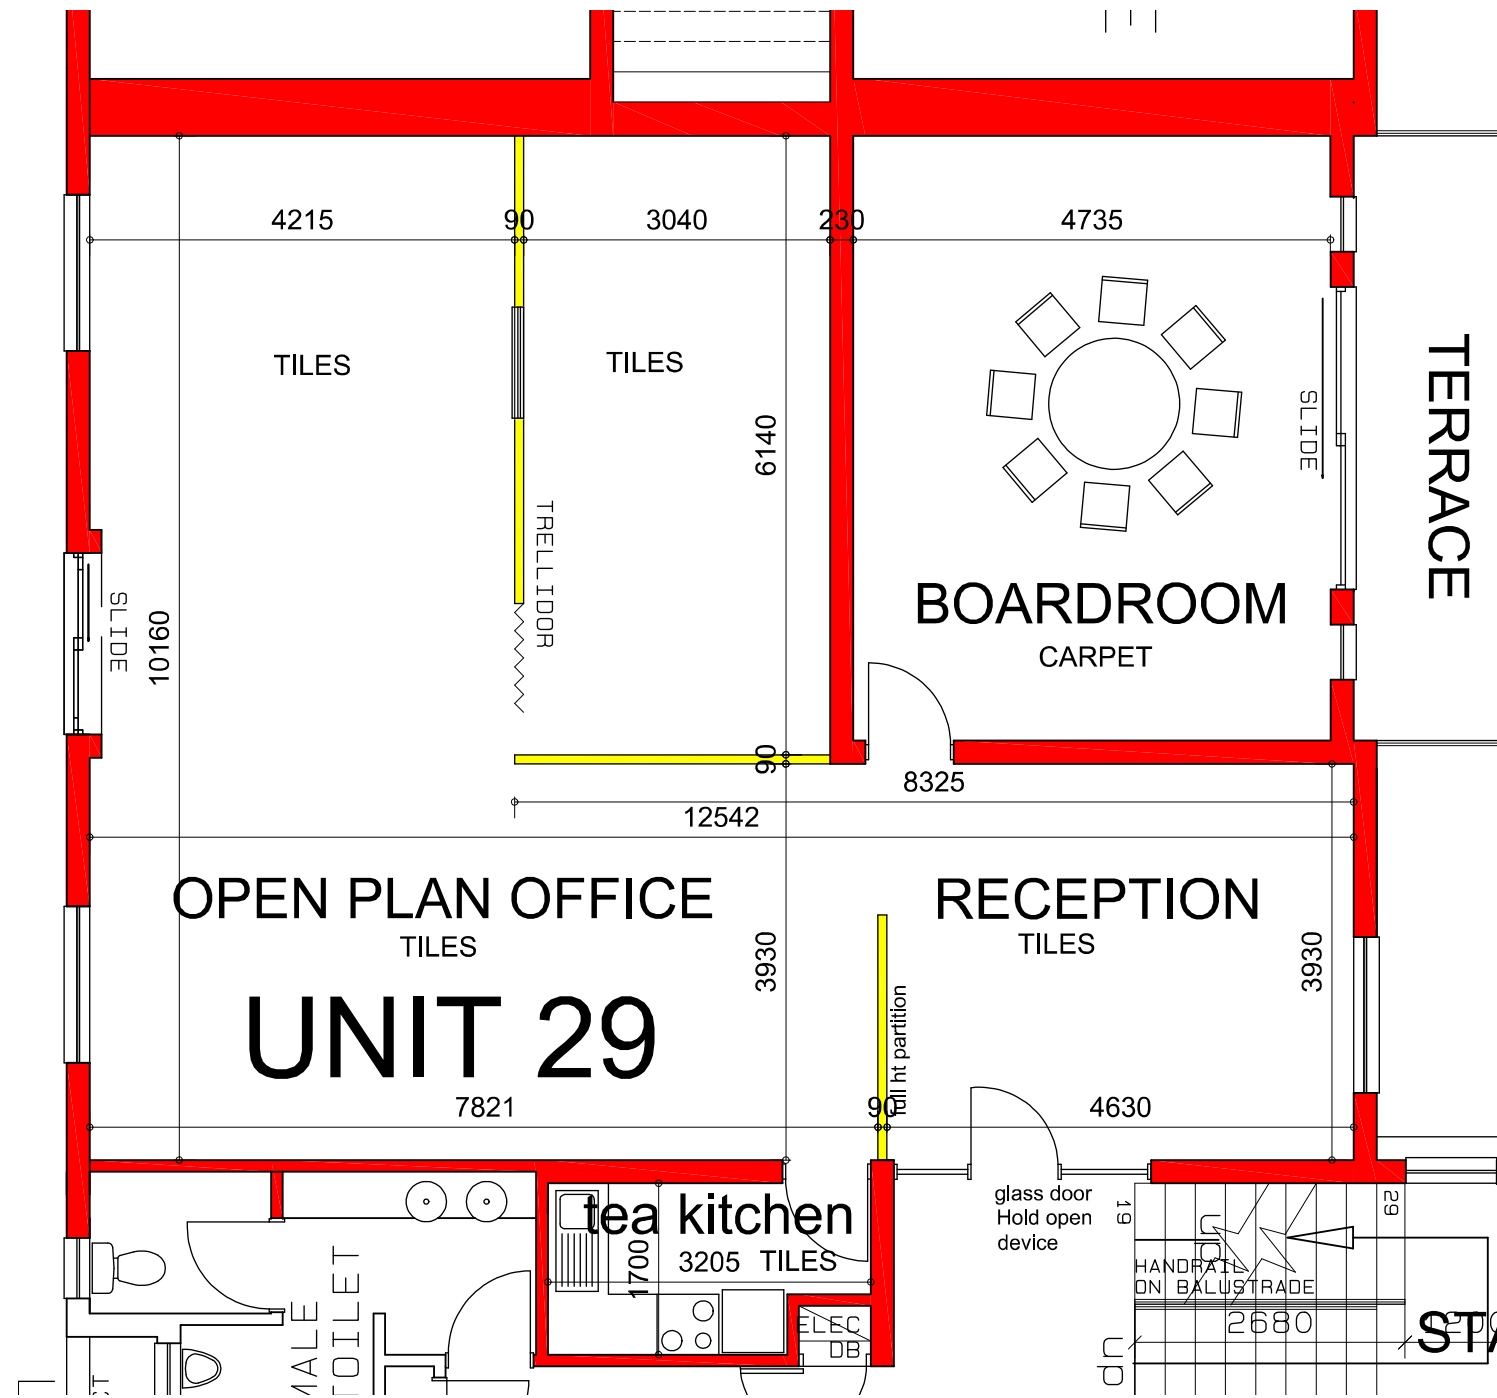 4215
90
3040
230
4735
TILES
TILES
6140
SLIDE
TERRACE
TRELLIDOR
SLIDE
10160
BOARDROOM
CARPET
90
8325
12542
OPEN PLAN OFFICE
TILES
RECEPTION
TILES
3930
3930
UNIT 29
full ht partition
7821
90
4630
tea kitchen
3205 TILES
1700
glass door
Hold open
device
19
29
up
HANDRAIL
ON BALUSTRADE
2680
MALE
TOILET
ELEC
DB
up
STA